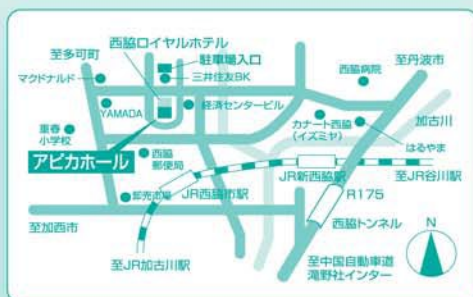 西脇ロイヤルホテル
至多可町
駐車場入口
至丹波市
マクドナルド
三井住友BK
西脇病院
YAMADA
経済センタービル
加古川
カナート西脇
(イズミヤ)
重春
小学校
はるやま
アピカホール
西脇
郵便局
JR新西脇駅
至JR谷川駅
卸売市場
JR西脇市駅
R175
至加西市
西脇トンネル
N
至JR加古川駅
至中国自動車道
滝野社インター